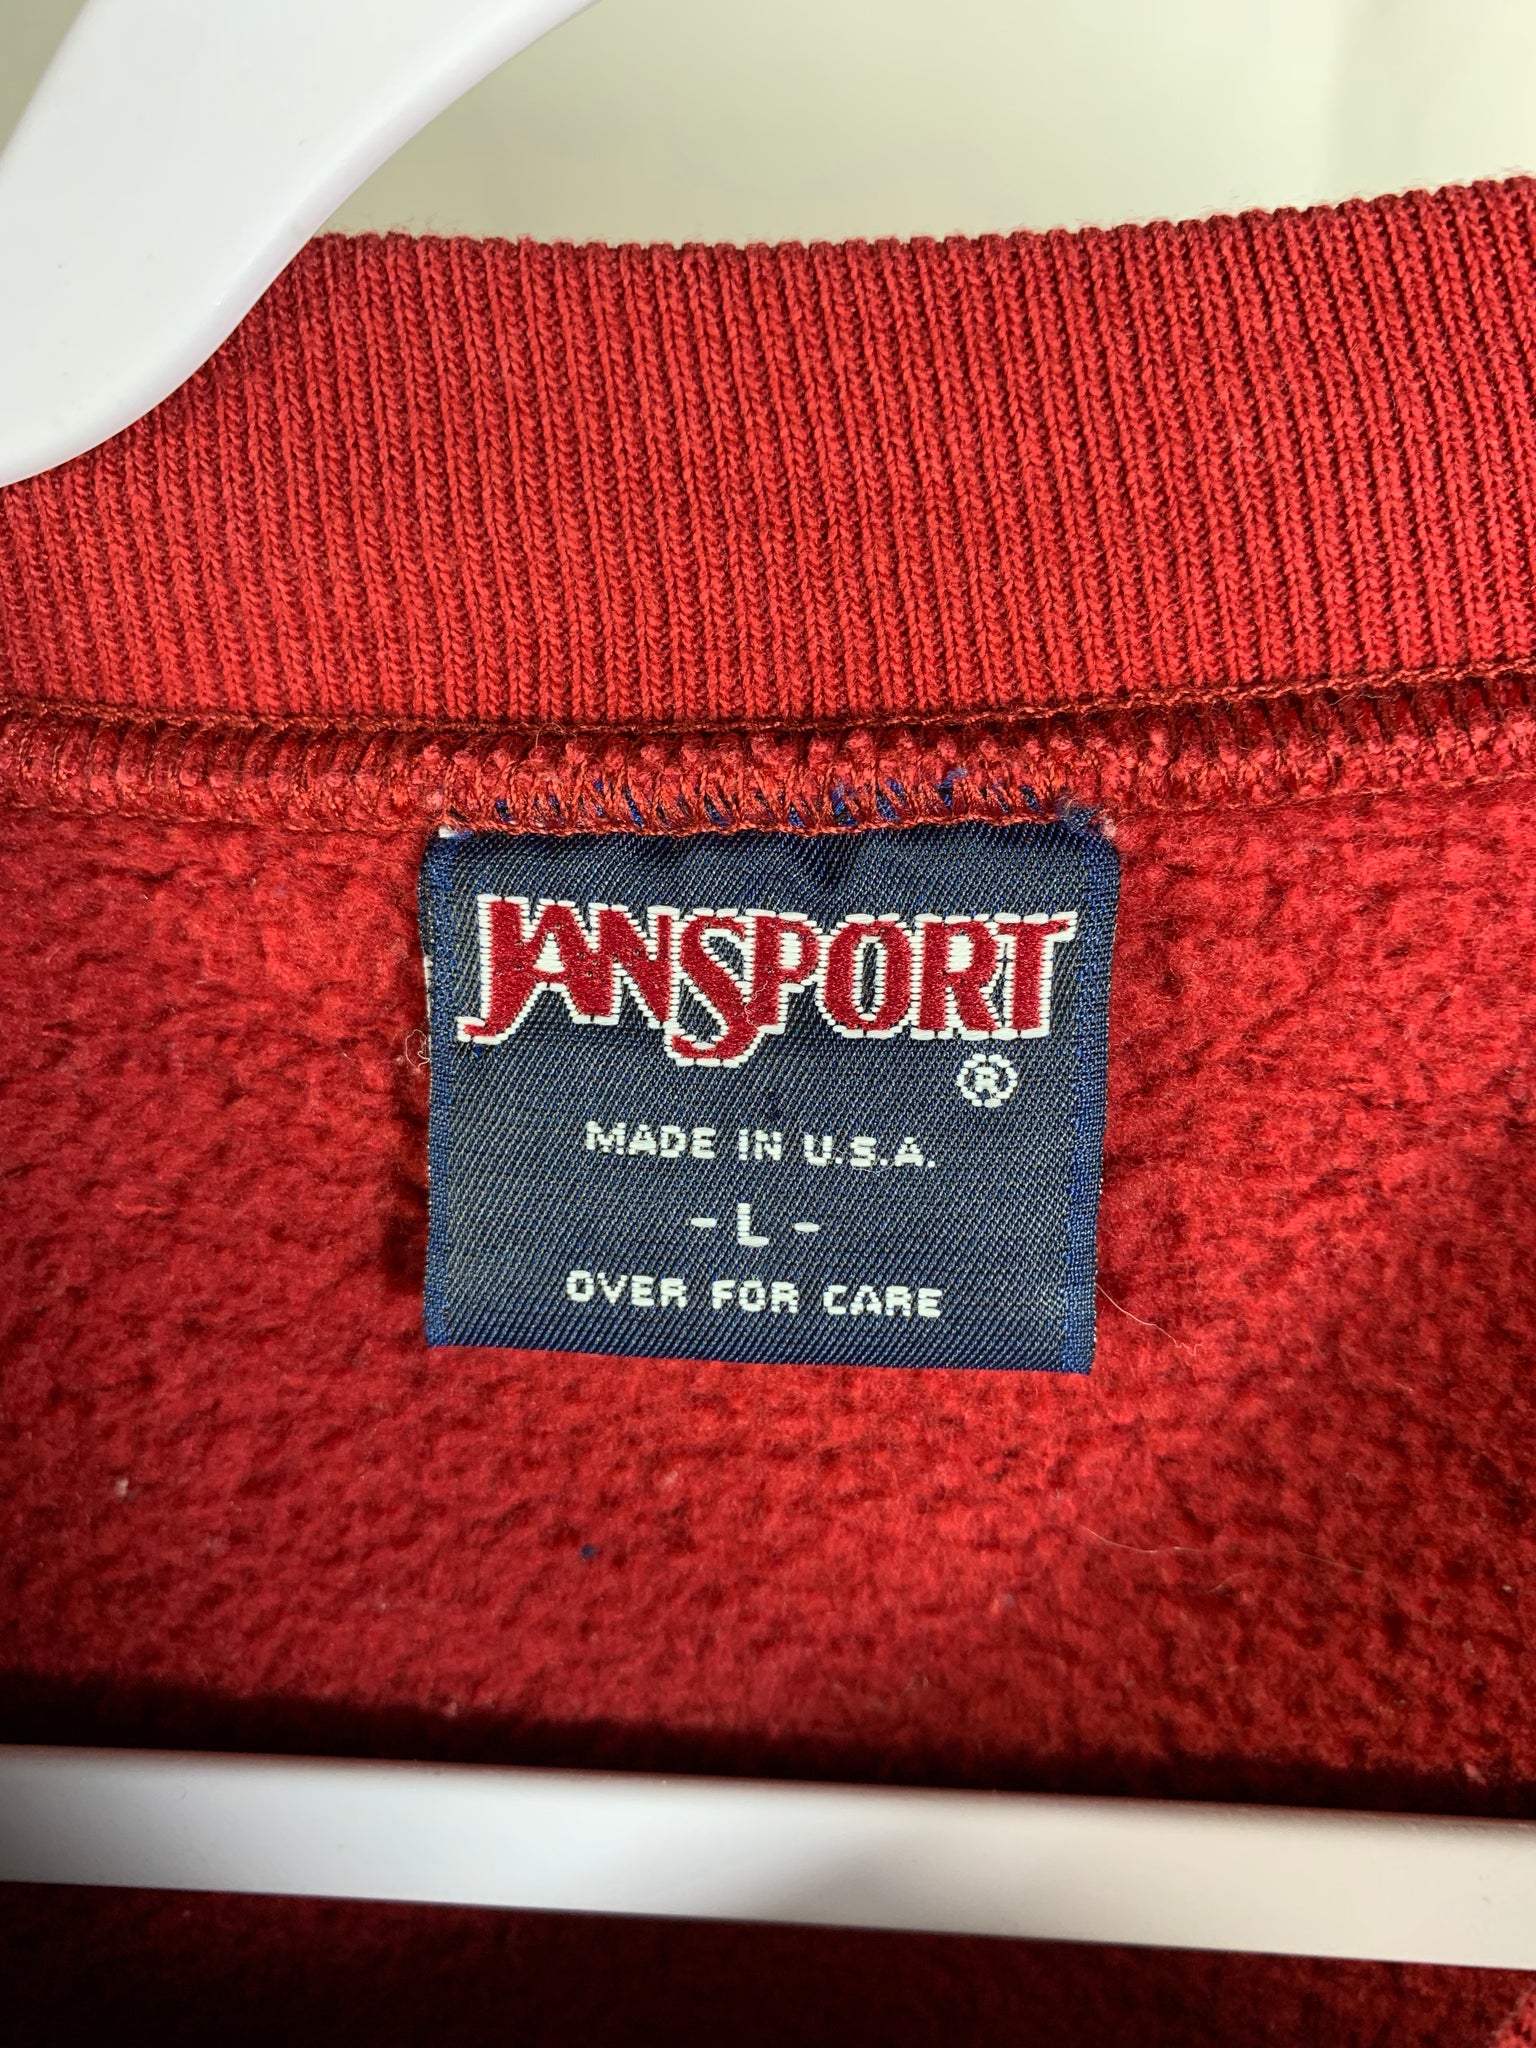 JANSPORT
®
MADE IN U.S.A.
- L -
OVER FOR CARE